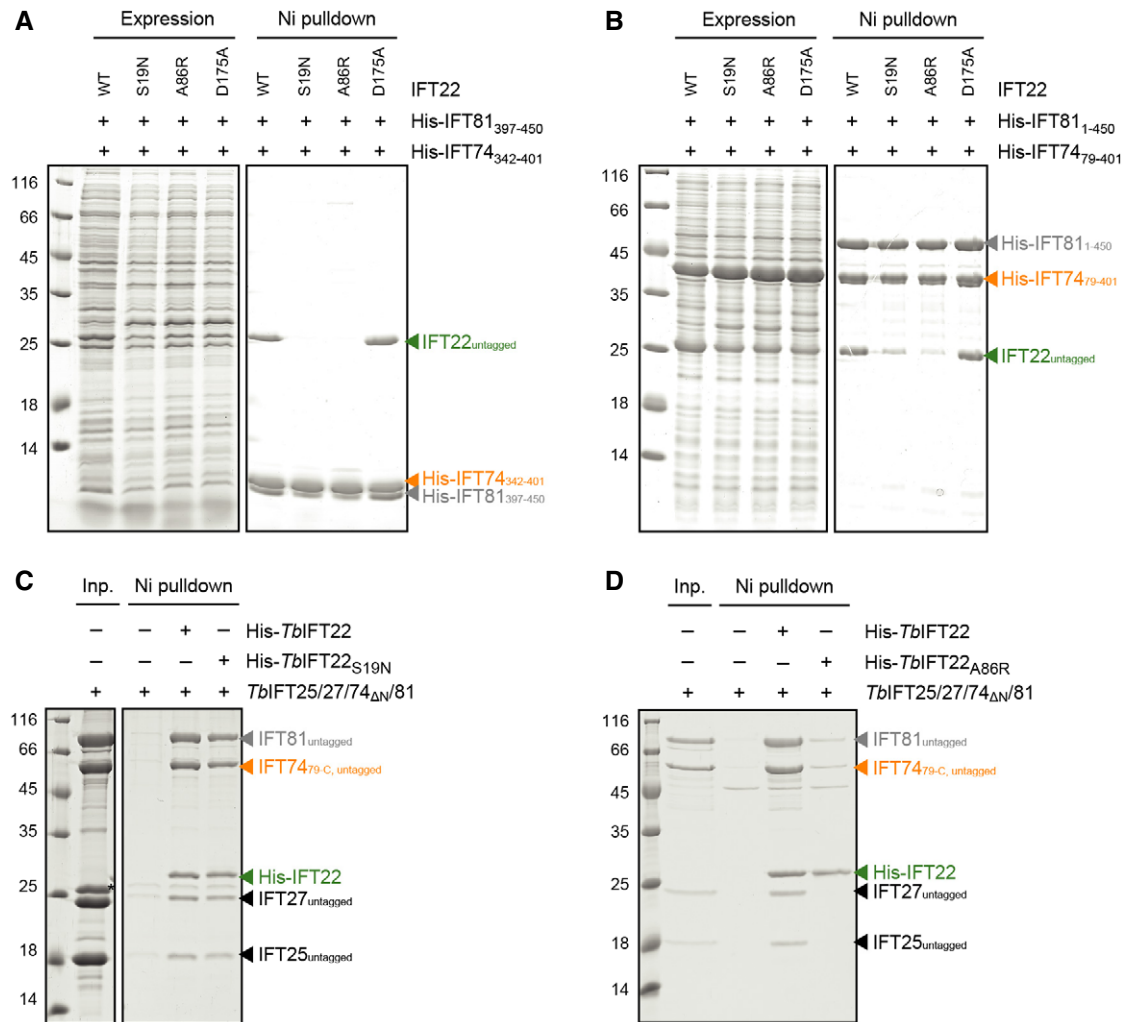 A
Expression
Ni pulldown
WT S19N A86R D175A WT S19N A86R D175A IFT22
+ + + + + + + + His-IFT81397-450
+ + + + + + + + His-IFT74342-401
116
66
45
35
25
18
14
IFT22untagged
His-IFT74342-401
His-IFT81397-450
B
Expression
Ni pulldown
WT S19N A86R D175A WT S19N A86R D175A IFT22
+ + + + + + + + His-IFT811-450
+ + + + + + + + His-IFT7479-401
116
66
45
35
25
18
14
His-IFT811-450
His-IFT7479-401
IFT22untagged
C
Inp.
Ni pulldown
– – + – His-TbIFT22
– – – + His-TbIFT22S19N
+ + + + TbIFT25/27/74ΔN/81
116
66
45
35
25
18
14
*
IFT81untagged
IFT7479-C, untagged
His-IFT22
IFT27untagged
IFT25untagged
D
Inp.
Ni pulldown
– – + – His-TbIFT22
– – – + His-TbIFT22A86R
+ + + + TbIFT25/27/74ΔN/81
116
66
45
35
25
18
14
IFT81untagged
IFT7479-C, untagged
His-IFT22
IFT27untagged
IFT25untagged